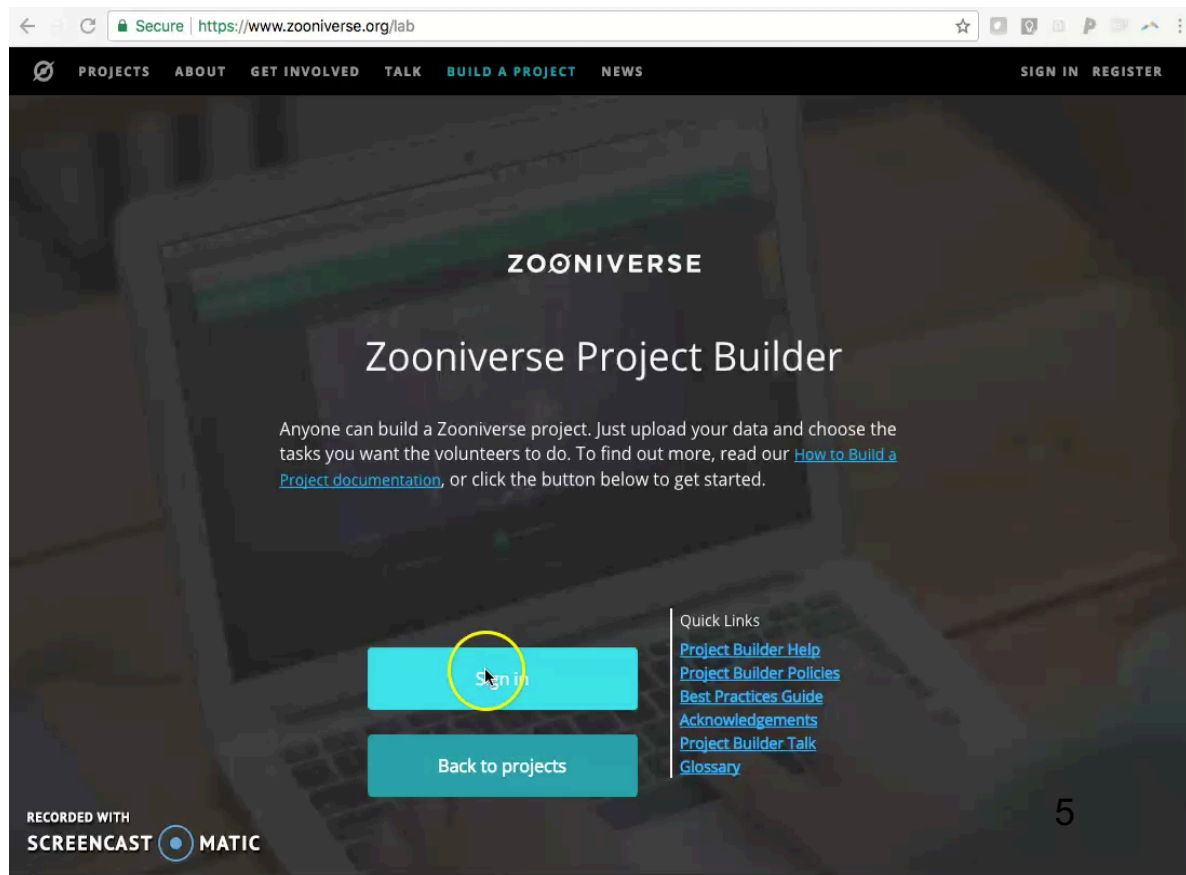 Secure | https://www.zooniverse.org/lab
PROJECTS ABOUT GET INVOLVED TALK BUILD A PROJECT NEWS SIGN IN REGISTER
ZOONIVERSE
Zooniverse Project Builder
Anyone can build a Zooniverse project. Just upload your data and choose the
tasks you want the volunteers to do. To find out more, read our How to Build a
Project documentation, or click the button below to get started.
Sign in
Back to projects
Quick Links
Project Builder Help
Project Builder Policies
Best Practices Guide
Acknowledgements
Project Builder Talk
Glossary
RECORDED WITH
SCREENCAST MATIC
5